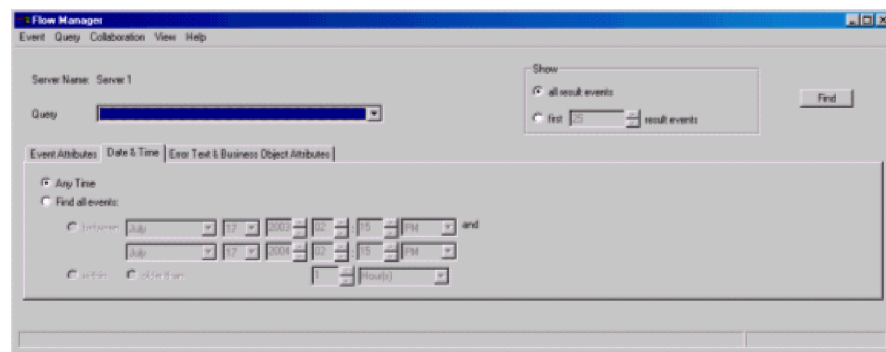 Flow Manager
Event Query Collaboration View Help
Server Name: Server 1
Query
Show
all result events
first 25 result events
Find
Event Attributes Date & Time Error Text & Business Object Attributes
Any Time
Find all events:
between July 17 2003 02 : 15 PM and
July 17 2004 02 : 15 PM
within older than 1 Hour(s)